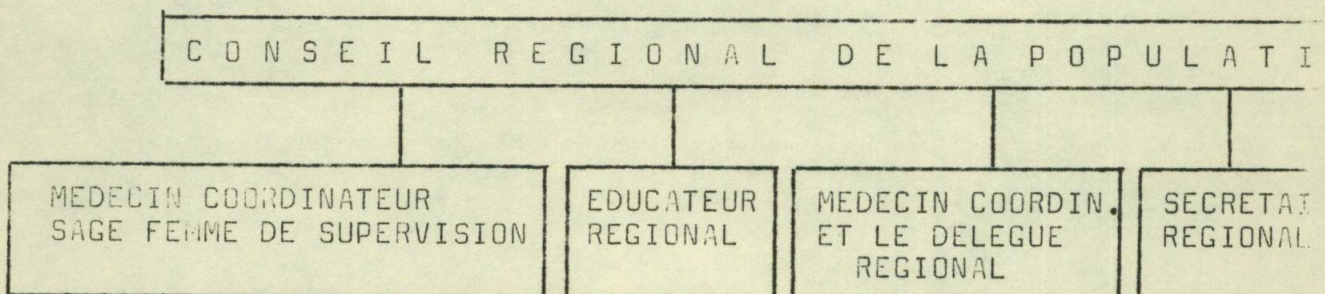 CONSEIL REGIONAL DE LA POPULATI
MEDECIN COORDINATEUR
SAGE FEMME DE SUPERVISION
EDUCATEUR
REGIONAL
MEDECIN COORDIN.
ET LE DELEGUE
REGIONAL
SECRETAI
REGIONAL